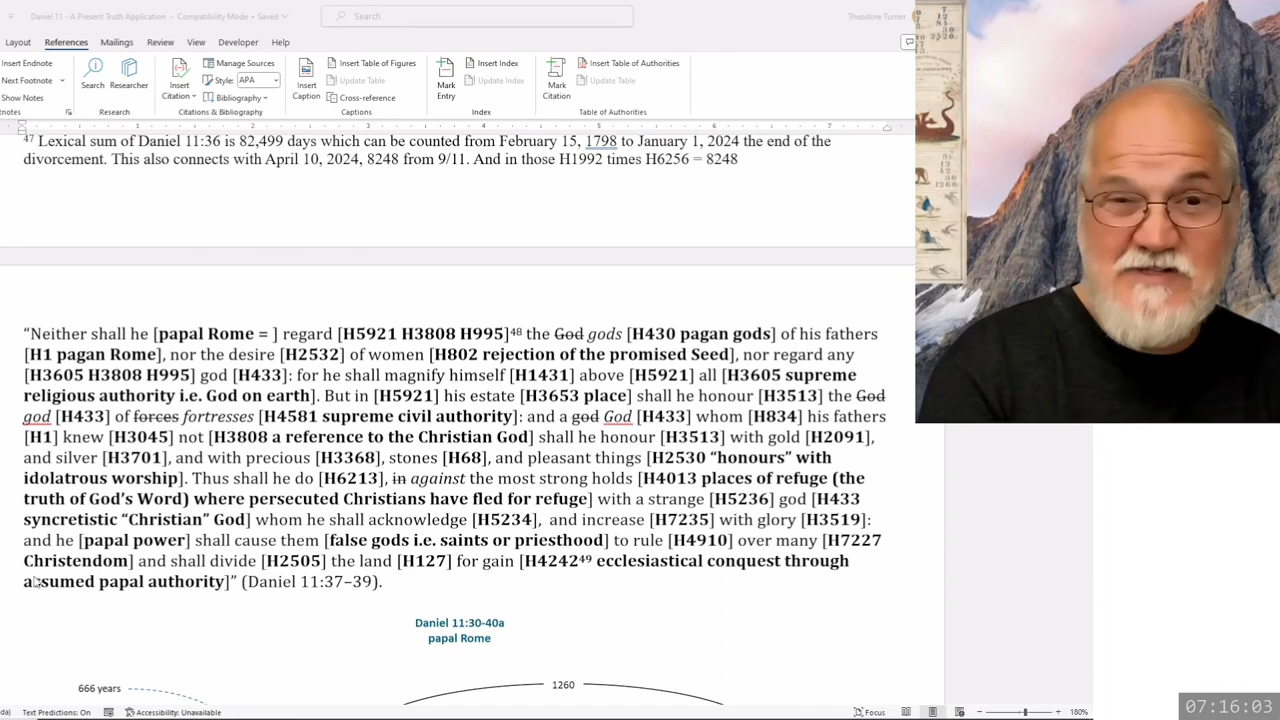 Daniel 11 - A Present Truth Application – Compatibility Mode • Saved
Search
Theodore Turner
Layout References Mailings Review View Developer Help
Insert Endnote
Next Footnote
Show Notes
notes
Search
Researcher
Research
Insert
Citation
Manage Sources
Style: APA
Bibliography
Citations & Bibliography
Insert
Caption
Insert Table of Figures
Update Table
Cross-reference
Captions
Mark
Entry
Insert Index
Update Index
Index
Mark
Citation
Insert Table of Authorities
Update Table
Table of Authorities
1 2 3 4 5 6 7
47 Lexical sum of Daniel 11:36 is 82,499 days which can be counted from February 15, 1798 to January 1, 2024 the end of the
divorcement. This also connects with April 10, 2024, 8248 from 9/11. And in those H1992 times H6256 = 8248
“Neither shall he [papal Rome = ] regard [H5921 H3808 H995]48 the God gods [H430 pagan gods] of his fathers
[H1 pagan Rome], nor the desire [H2532] of women [H802 rejection of the promised Seed], nor regard any
[H3605 H3808 H995] god [H433]: for he shall magnify himself [H1431] above [H5921] all [H3605 supreme
religious authority i.e. God on earth]. But in [H5921] his estate [H3653 place] shall he honour [H3513] the God
god [H433] of forces fortresses [H4581 supreme civil authority]: and a god God [H433] whom [H834] his fathers
[H1] knew [H3045] not [H3808 a reference to the Christian God] shall he honour [H3513] with gold [H2091],
and silver [H3701], and with precious [H3368], stones [H68], and pleasant things [H2530 “honours” with
idolatrous worship]. Thus shall he do [H6213], in against the most strong holds [H4013 places of refuge (the
truth of God’s Word) where persecuted Christians have fled for refuge] with a strange [H5236] god [H433
syncretistic “Christian” God] whom he shall acknowledge [H5234], and increase [H7235] with glory [H3519]:
and he [papal power] shall cause them [false gods i.e. saints or priesthood] to rule [H4910] over many [H7227
Christendom] and shall divide [H2505] the land [H127] for gain [H424249 ecclesiastical conquest through
assumed papal authority]” (Daniel 11:37–39).
Daniel 11:30-40a
papal Rome
666 years
1260
da) Text Predictions: On Accessibility: Unavailable
Focus
180%
07:16:03